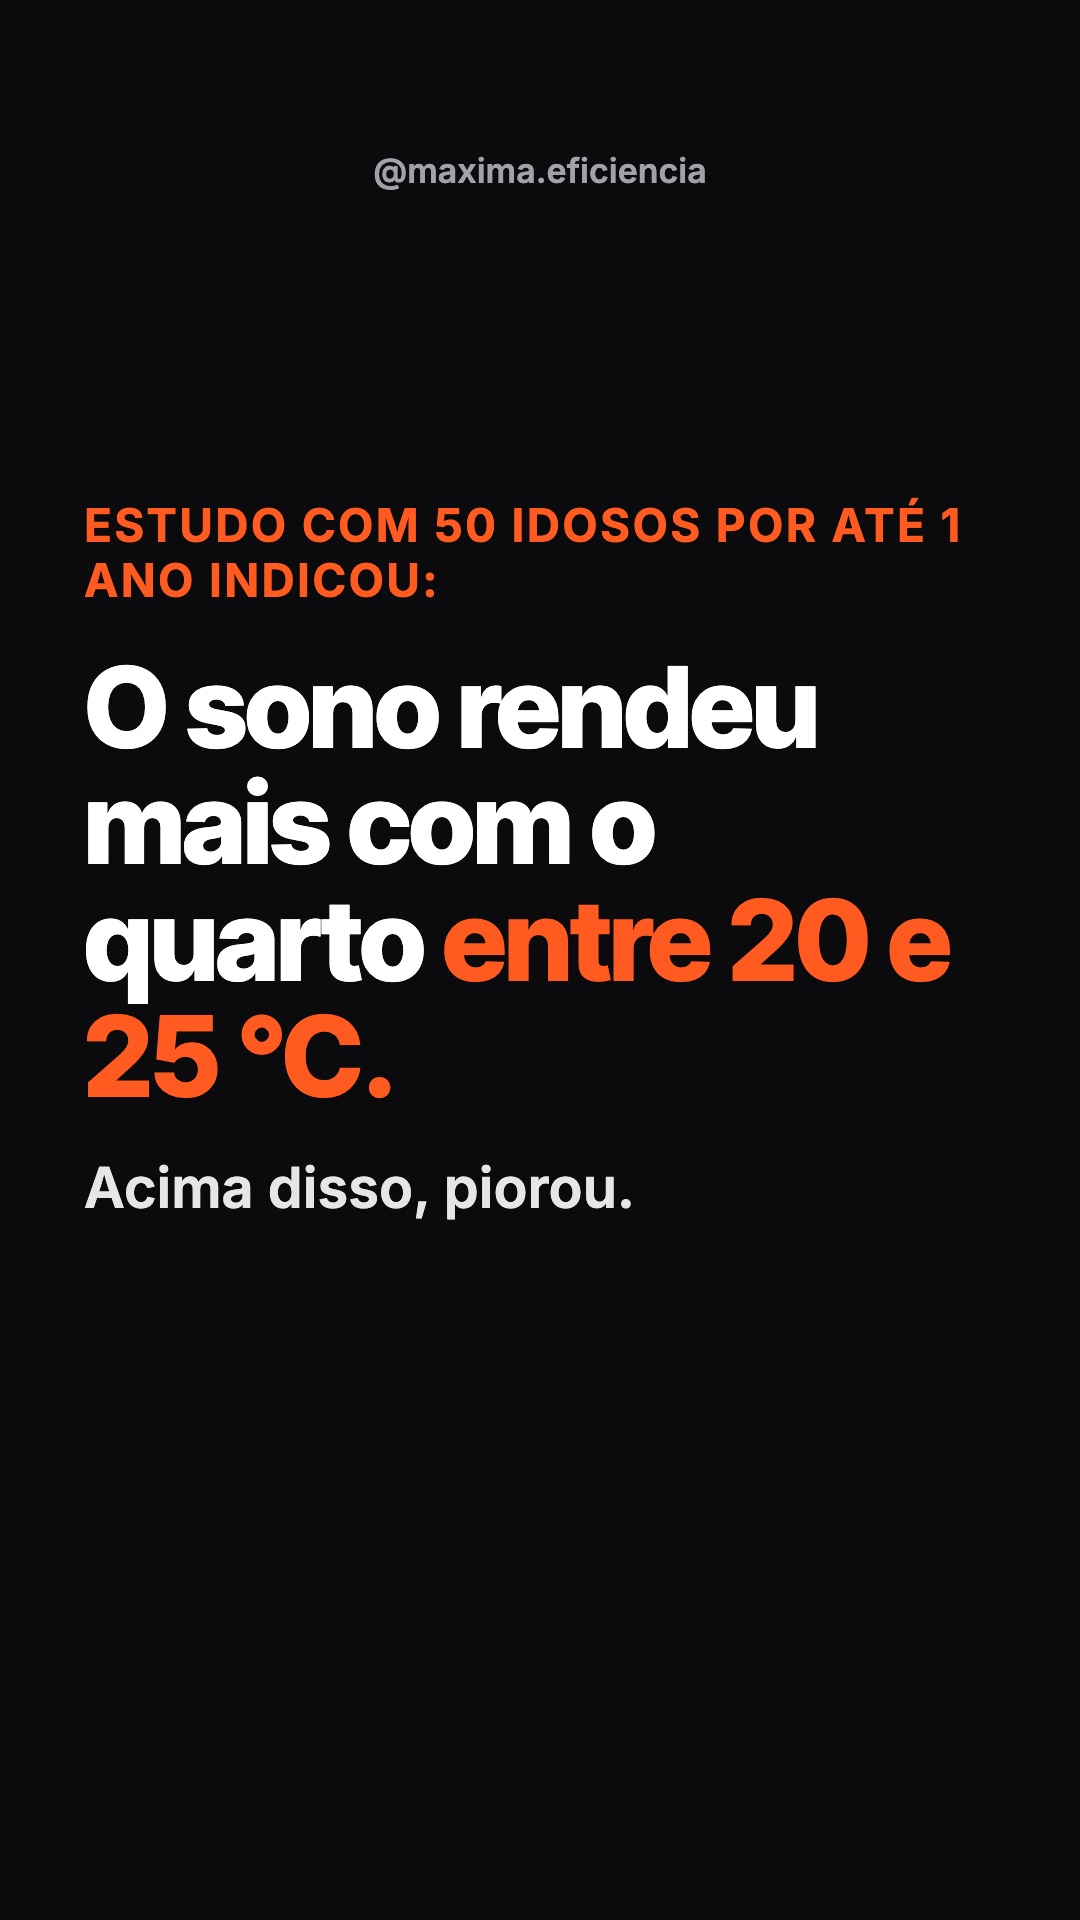 @maxima.eficiencia
ESTUDO COM 50 IDOSOS POR ATÉ 1
ANO INDICOU:
O sono rendeu
mais com o
quarto entre 20 e
25 °C.
Acima disso, piorou.